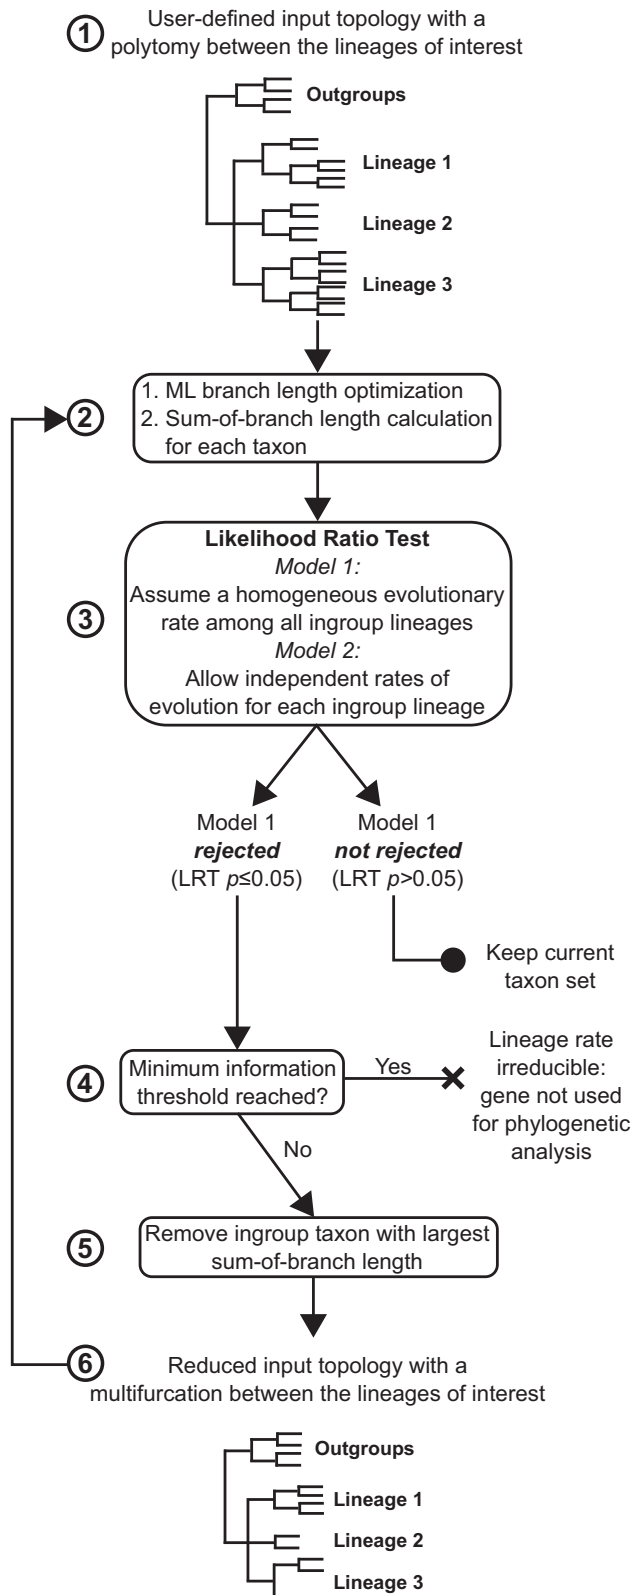 1
User-defined input topology with a
polytomy between the lineages of interest
Outgroups
Lineage 1
Lineage 2
Lineage 3
2
1. ML branch length optimization
2. Sum-of-branch length calculation
for each taxon
3
Likelihood Ratio Test
Model 1:
Assume a homogeneous evolutionary
rate among all ingroup lineages
Model 2:
Allow independent rates of
evolution for each ingroup lineage
Model 1
rejected
(LRT p≤0.05)
Model 1
not rejected
(LRT p>0.05)
Keep current
taxon set
4
Minimum information
threshold reached?
Yes
Lineage rate
irreducible:
gene not used
for phylogenetic
analysis
No
5
Remove ingroup taxon with largest
sum-of-branch length
6
Reduced input topology with a
multifurcation between the lineages of interest
Outgroups
Lineage 1
Lineage 2
Lineage 3